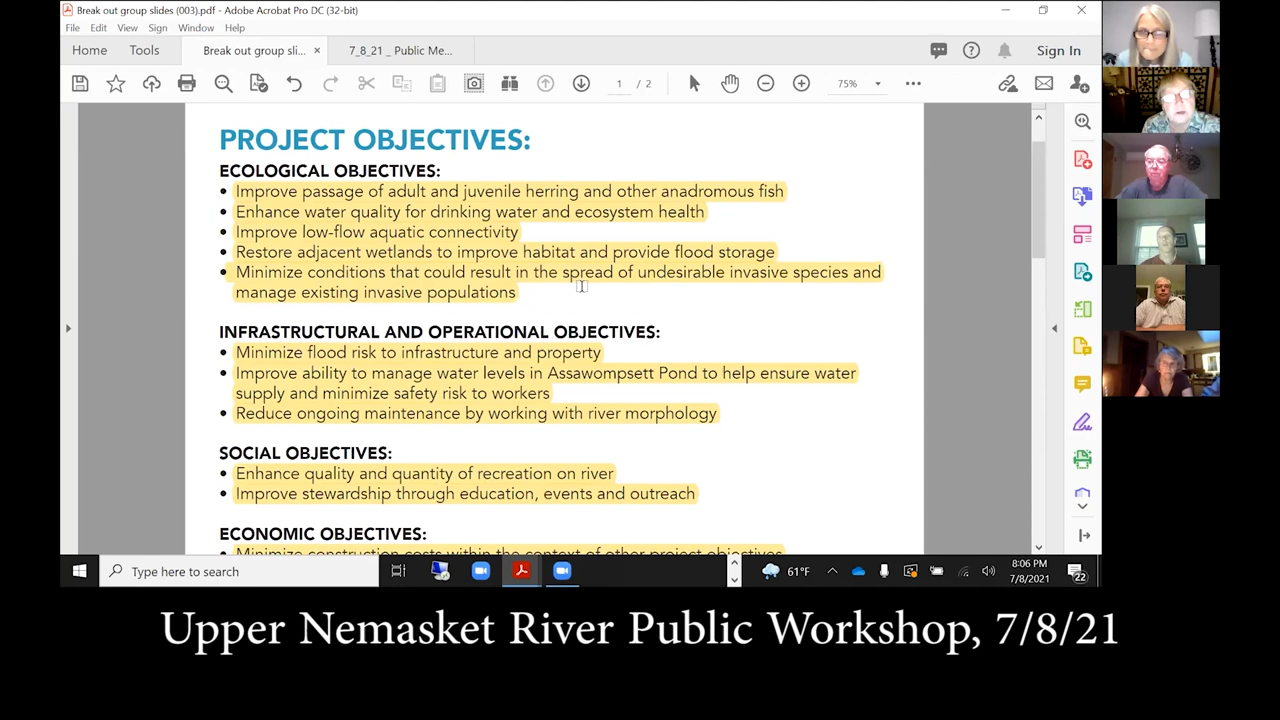 Break out group slides (003).pdf - Adobe Acrobat Pro DC (32-bit)
File Edit View Sign Window Help
Home Tools Break out group sli... × 7_8_21 _ Public Me... Sign In
1 / 2 75%
PROJECT OBJECTIVES:
ECOLOGICAL OBJECTIVES:
• Improve passage of adult and juvenile herring and other anadromous fish
• Enhance water quality for drinking water and ecosystem health
• Improve low-flow aquatic connectivity
• Restore adjacent wetlands to improve habitat and provide flood storage
• Minimize conditions that could result in the spread of undesirable invasive species and
manage existing invasive populations
INFRASTRUCTURAL AND OPERATIONAL OBJECTIVES:
• Minimize flood risk to infrastructure and property
• Improve ability to manage water levels in Assawompsett Pond to help ensure water
supply and minimize safety risk to workers
• Reduce ongoing maintenance by working with river morphology
SOCIAL OBJECTIVES:
• Enhance quality and quantity of recreation on river
• Improve stewardship through education, events and outreach
ECONOMIC OBJECTIVES:
• Minimize construction costs within the context of other project objectives
Type here to search 61°F 8:06 PM
7/8/2021 22
Upper Nemasket River Public Workshop, 7/8/21